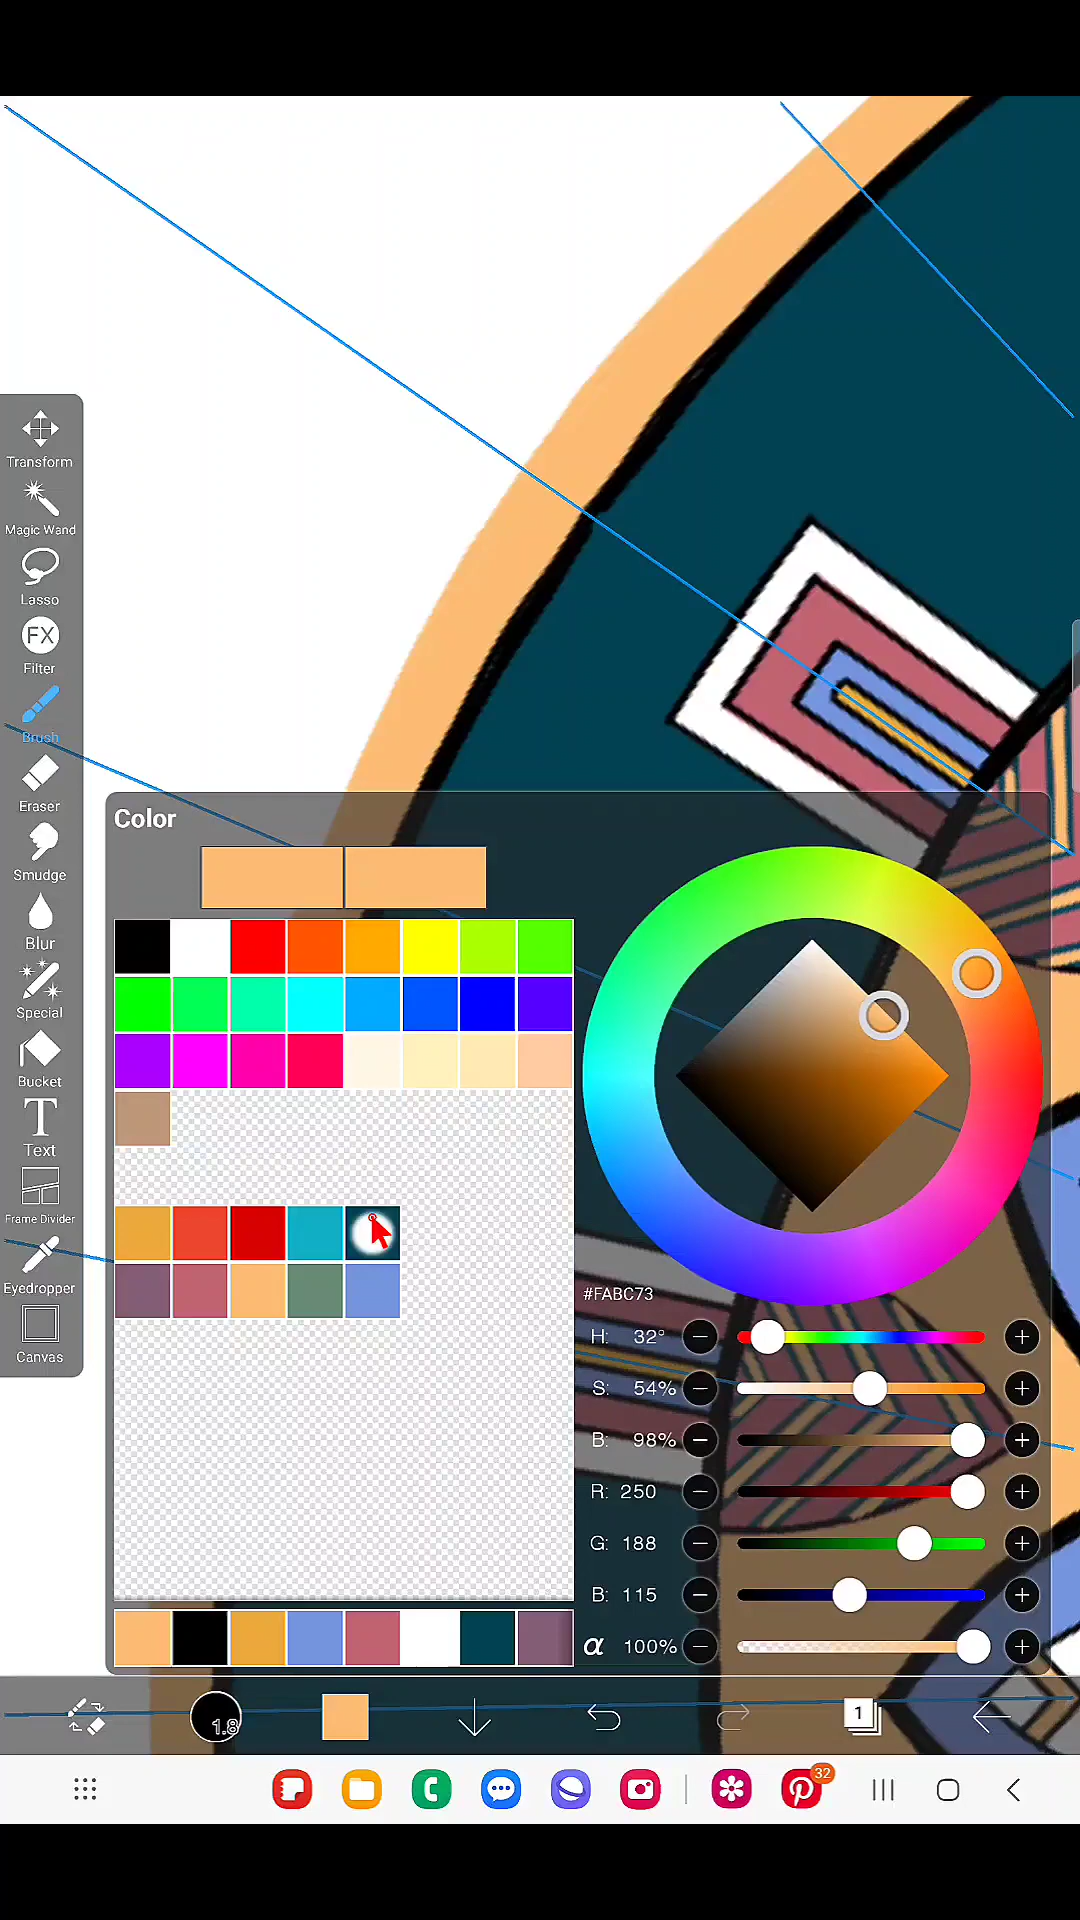 Transform
Magic Wand
Lasso
FX
Filter
Brush
Eraser
Smudge
Blur
Special
Bucket
T
Text
Frame Divider
Eyedropper
Canvas
Color
#FABC73
H: 32°
S: 54%
B: 98%
R: 250
G: 188
B: 115
α 100%
1.8
1
32